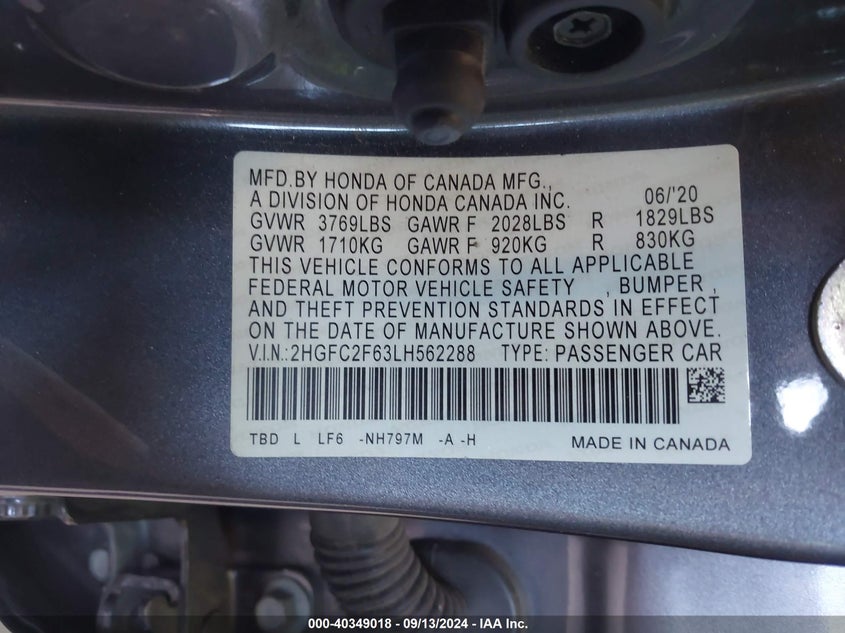 MFD.BY HONDA OF CANADA MFG.,
A DIVISION OF HONDA CANADA INC. 06/'20
GVWR 3769LBS GAWR F 2028LBS R 1829LBS
GVWR 1710KG GAWR F 920KG R 830KG
THIS VEHICLE CONFORMS TO ALL APPLICABLE
FEDERAL MOTOR VEHICLE SAFETY , BUMPER ,
AND THEFT PREVENTION STANDARDS IN EFFECT
ON THE DATE OF MANUFACTURE SHOWN ABOVE.
V.I.N.:2HGFC2F63LH562288 TYPE: PASSENGER CAR
TBD L LF6 -NH797M -A -H MADE IN CANADA
000-40349018 - 09/13/2024 - IAA Inc.